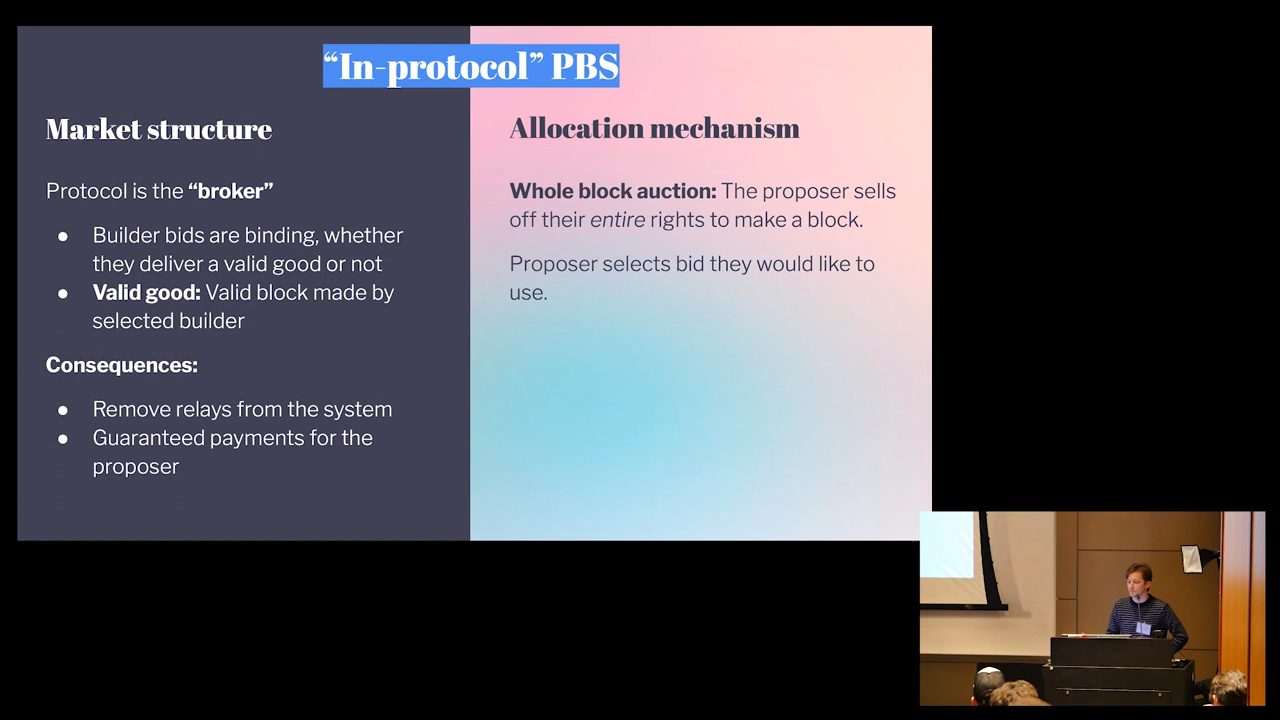 “In-protocol” PBS
Market structure
Protocol is the “broker”
● Builder bids are binding, whether
they deliver a valid good or not
● Valid good: Valid block made by
selected builder
Consequences:
● Remove relays from the system
● Guaranteed payments for the
proposer
Allocation mechanism
Whole block auction: The proposer sells
off their entire rights to make a block.
Proposer selects bid they would like to
use.